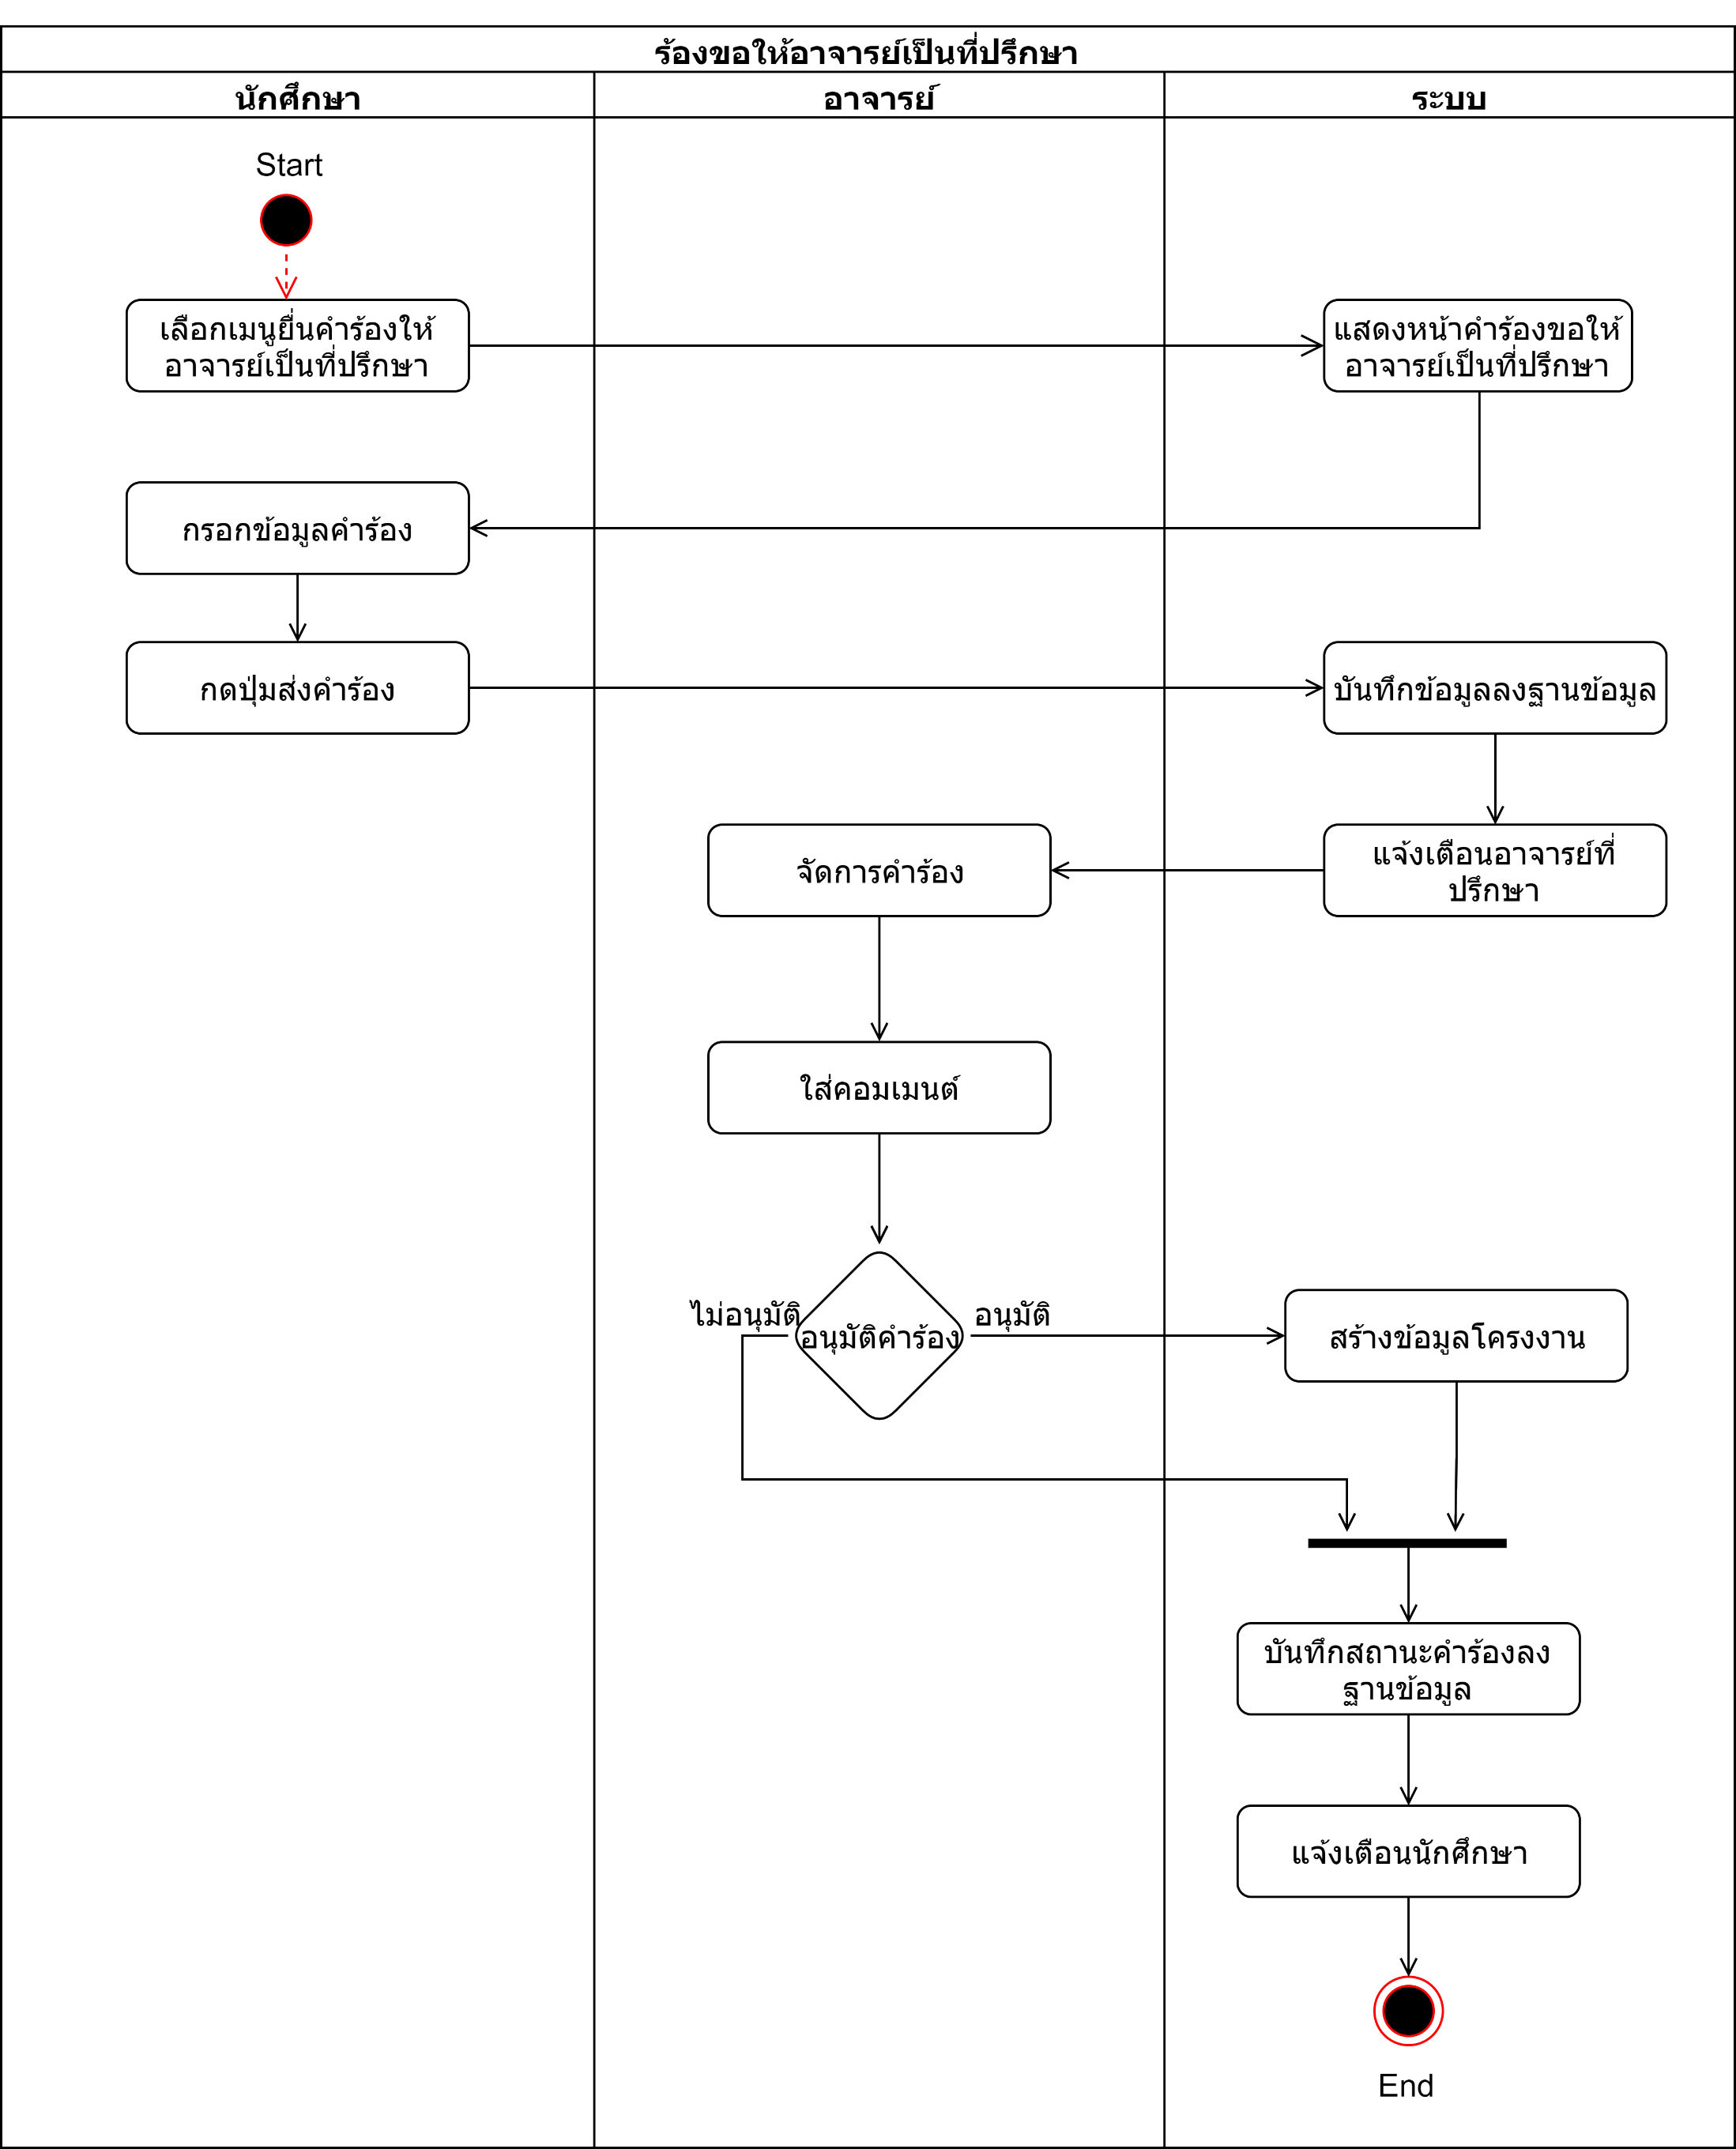 ร้องขอให้อาจารย์เป็นที่ปรึกษา
นักศึกษา
อาจารย์
ระบบ
Start
เลือกเมนูยื่นคำร้องให้
อาจารย์เป็นที่ปรึกษา
แสดงหน้าคำร้องขอให้
อาจารย์เป็นที่ปรึกษา
กรอกข้อมูลคำร้อง
กดปุ่มส่งคำร้อง
บันทึกข้อมูลลงฐานข้อมูล
แจ้งเตือนอาจารย์ที่
ปรึกษา
จัดการคำร้อง
ใส่คอมเมนต์
ไม่อนุมัติ
อนุมัติคำร้อง
อนุมัติ
สร้างข้อมูลโครงงาน
บันทึกสถานะคำร้องลง
ฐานข้อมูล
แจ้งเตือนนักศึกษา
End